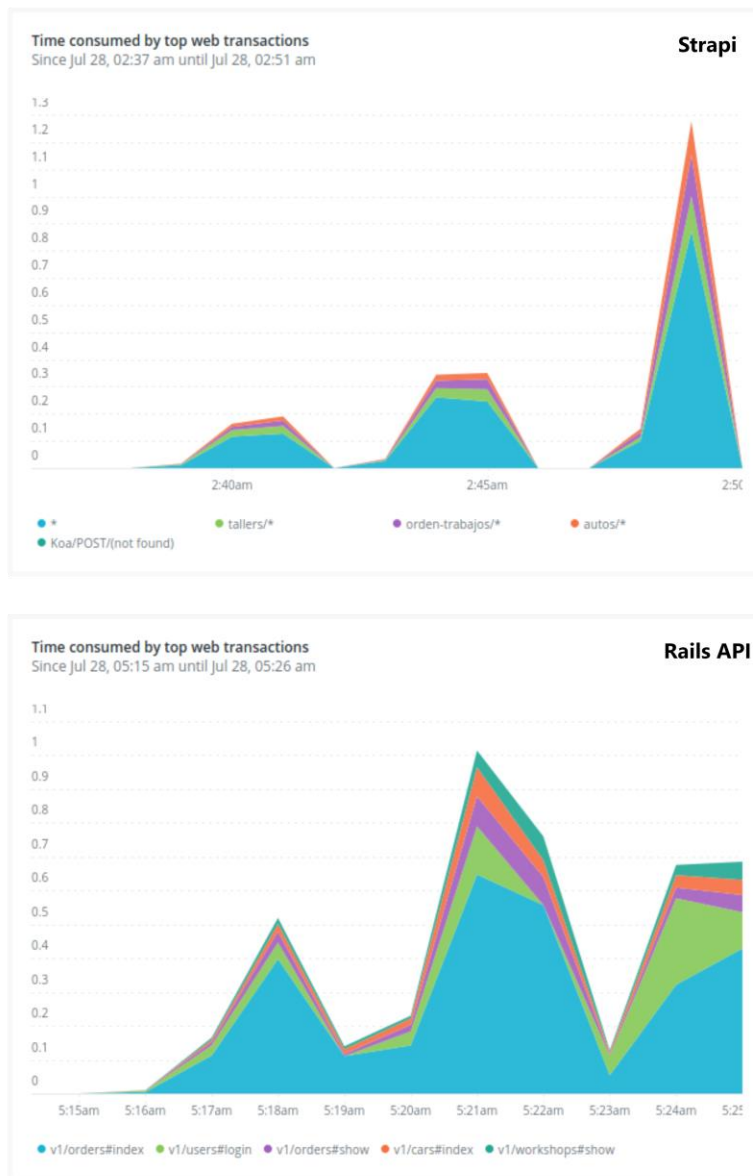 Time consumed by top web transactions
Strapi
Since Jul 28, 02:37 am until Jul 28, 02:51 am
1.3
1.2
1.1
1
0.9
0.8
0.7
0.6
0.5
0.4
0.3
0.2
0.1
0
2:40am 2:45am 2:50
* tallers/* orden-trabajos/* autos/*
Koa/POST/(not found)
Time consumed by top web transactions
Rails API
Since Jul 28, 05:15 am until Jul 28, 05:26 am
1.1
1
0.9
0.8
0.7
0.6
0.5
0.4
0.3
0.2
0.1
0
5:15am 5:16am 5:17am 5:18am 5:19am 5:20am 5:21am 5:22am 5:23am 5:24am 5:25
v1/orders#index v1/users#login v1/orders#show v1/cars#index v1/workshops#show